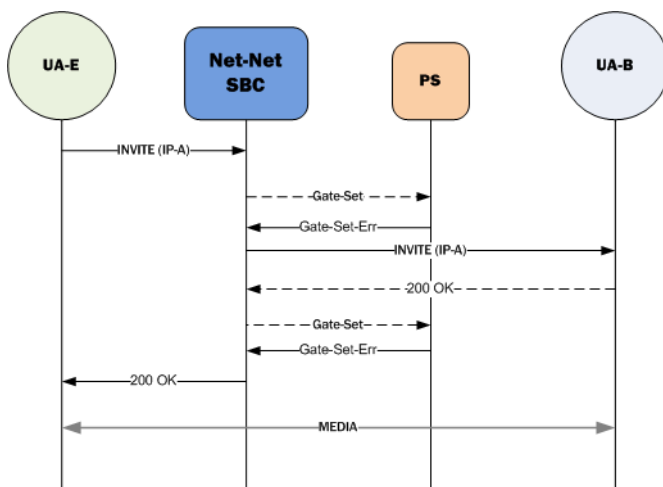 UA-E
Net-Net
SBC
PS
UA-B
INVITE (IP-A)
Gate-Set
Gate-Set-Err
INVITE (IP-A)
200 OK
Gate-Set
Gate-Set-Err
200 OK
MEDIA